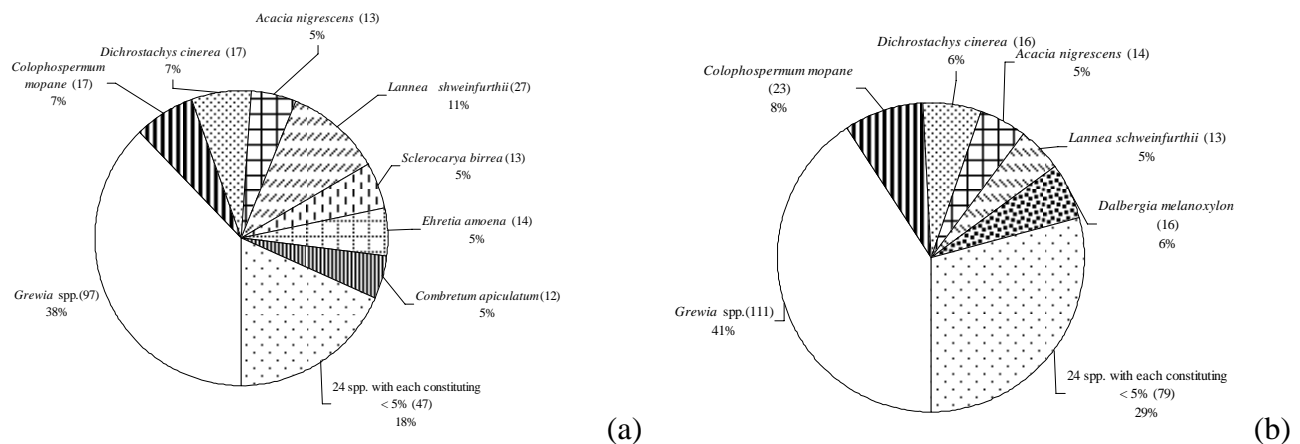 Acacia nigrescens (13)
5%
Dichrostachys cinerea (17)
7%
Colophospermum
mopane (17)
7%
Lannea shweinfurthii(27)
11%
Sclerocarya birrea (13)
5%
Ehretia amoena (14)
5%
Combretum apiculatum(12)
5%
Grewia spp.(97)
38%
24 spp. with each constituting
< 5% (47)
18%
(a)
Dichrostachys cinerea (16)
6%
Acacia nigrescens (14)
5%
Colophospermum mopane
(23)
8%
Lannea schweinfurthii (13)
5%
Dalbergia melanoxylon
(16)
6%
Grewia spp.(111)
41%
24 spp. with each constituting
< 5% (79)
29%
(b)